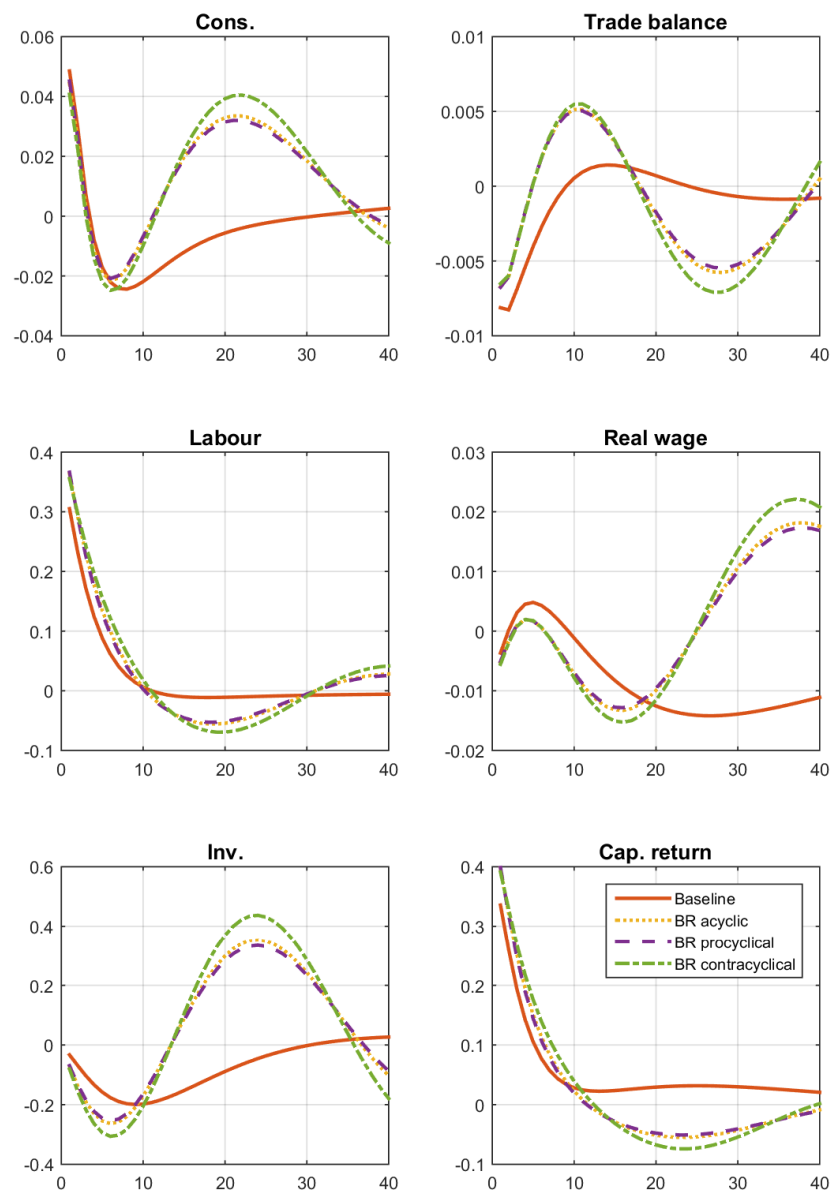 Cons.
0.06
0.04
0.02
0
-0.02
-0.04
0 10 20 30 40
Trade balance
0.01
0.005
0
-0.005
-0.01
0 10 20 30 40
Labour
0.4
0.3
0.2
0.1
0
-0.1
0 10 20 30 40
Real wage
0.03
0.02
0.01
0
-0.01
-0.02
0 10 20 30 40
Inv.
0.6
0.4
0.2
0
-0.2
-0.4
0 10 20 30 40
Cap. return
0.4
0.3
0.2
0.1
0
-0.1
0 10 20 30 40
Baseline
BR acyclic
BR procyclical
BR contracyclical